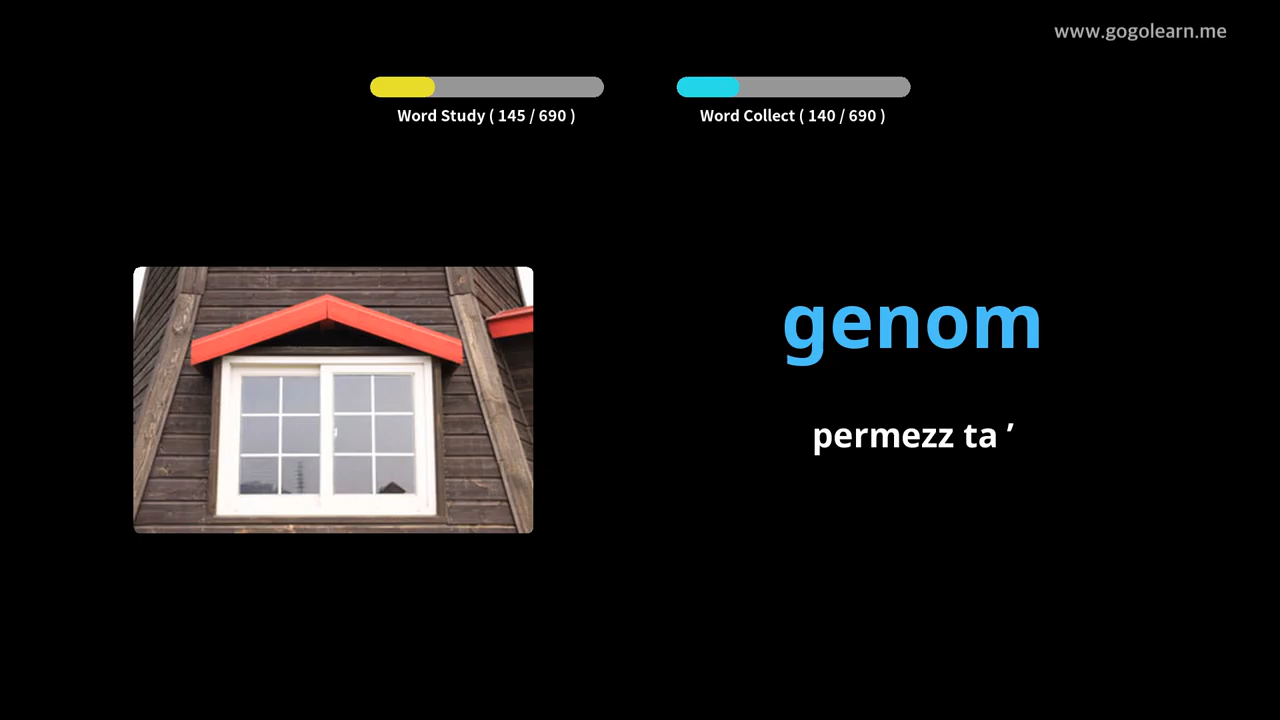 www.gogolearn.me
Word Study ( 145 / 690 )
Word Collect ( 140 / 690 )
genom
permezz ta ’